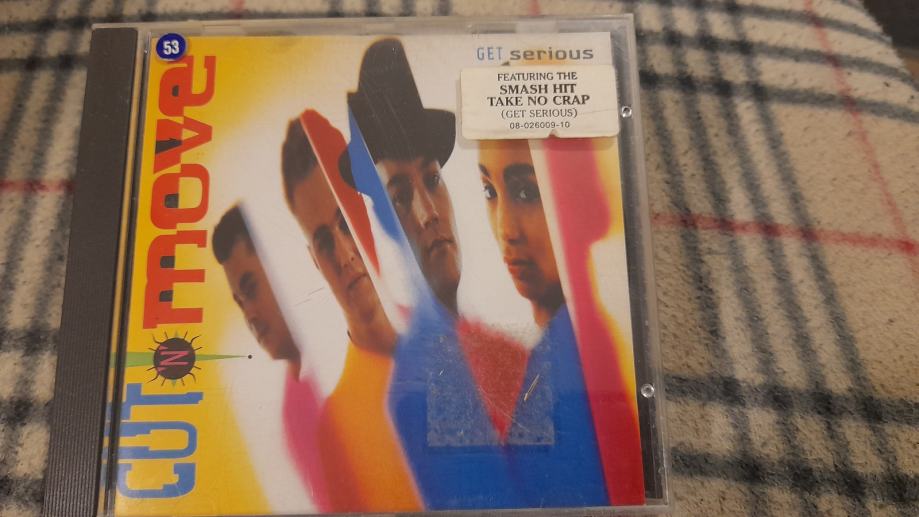 53
CUT 'N' move
GET serious
FEATURING THE
SMASH HIT
TAKE NO CRAP
(GET SERIOUS)
08-026009-10